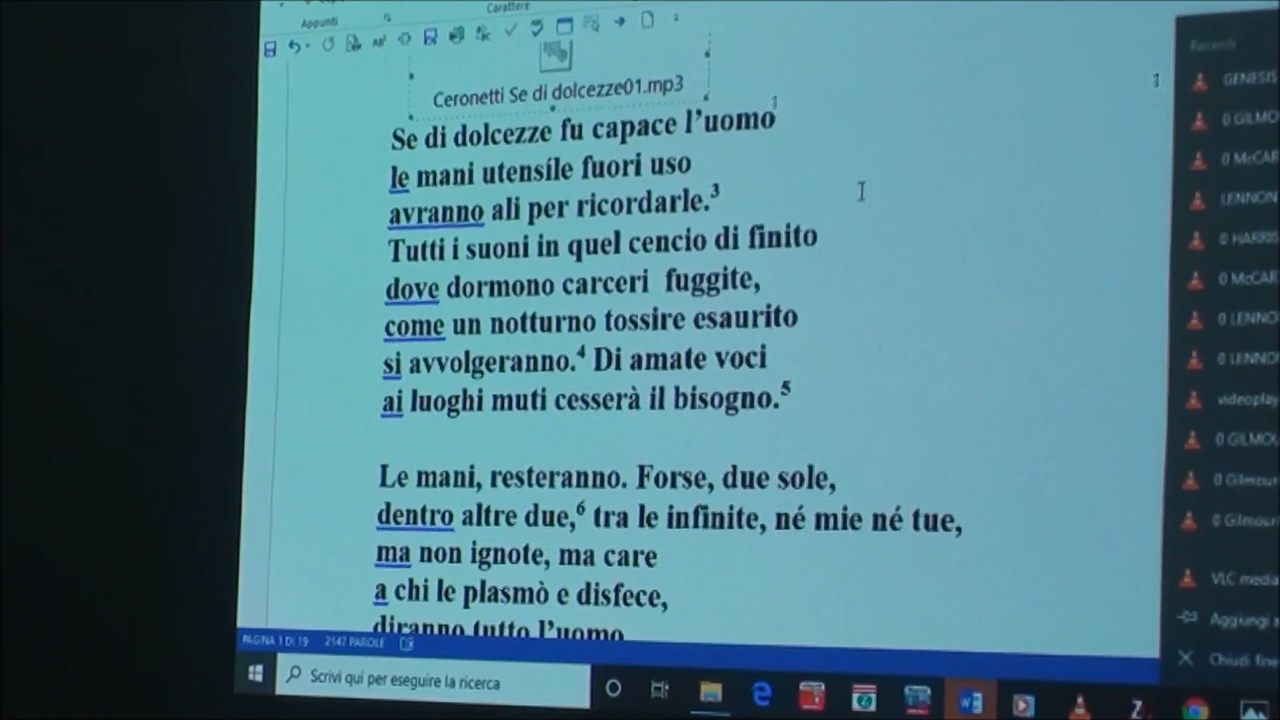 Carattere
Appunti
Ceronetti Se di dolcezze01.mp3
Se di dolcezze fu capace l'uomo
le mani utensíle fuori uso
avranno ali per ricordarle.³
Tutti i suoni in quel cencio di finito
dove dormono carceri fuggite,
come un notturno tossire esaurito
si avvolgeranno.⁴ Di amate voci
ai luoghi muti cesserà il bisogno.⁵
Le mani, resteranno. Forse, due sole,
dentro altre due,⁶ tra le infinite, né mie né tue,
ma non ignote, ma care
a chi le plasmò e disfece,
diranno tutto l'uomo
PAGINA 1 DI 19 2147 PAROLE
Scrivi qui per eseguire la ricerca
Recenti
GENESIS
0 GILMO
0 McCAR
LENNON
0 HARRIS
0 McCAR
0 LENNO
0 LENNO
videoplay
0 GILMOU
0 Gilmour
0 Gilmour
VLC media
Aggiungi a
Chiudi fine